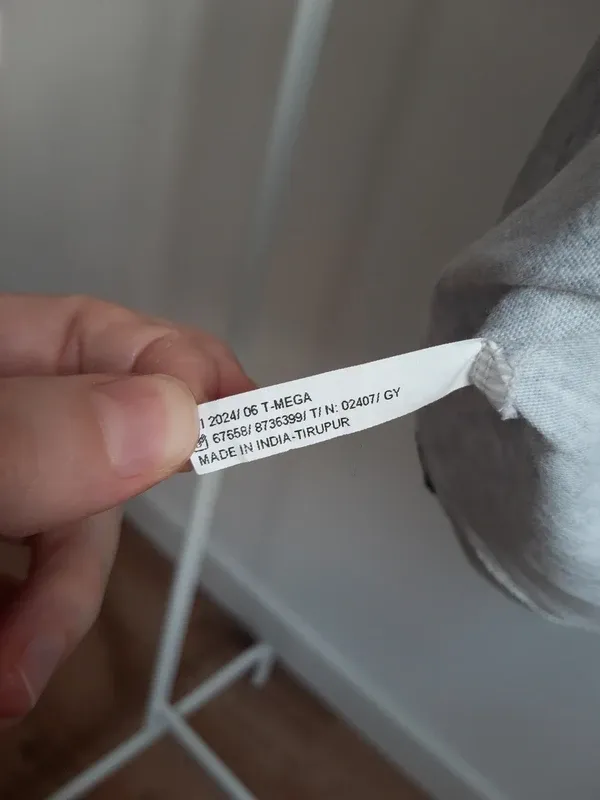 2024/ 06 T-MEGA
67658/ 8736399/ T/ N: 02407/ GY
MADE IN INDIA-TIRUPUR